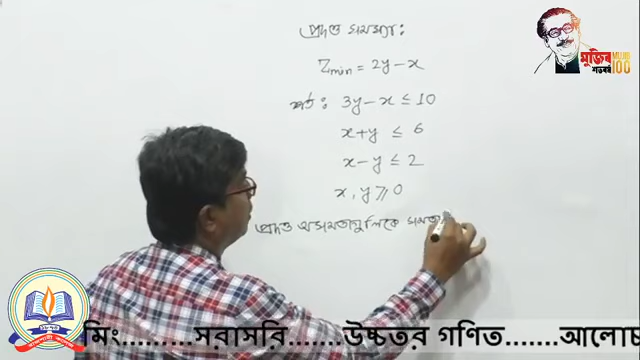 প্রদত্ত সমস্যা:
Zmin = 2y - x
শর্ত: 3y - x ≤ 10
x + y ≤ 6
x - y ≤ 2
x, y ≥ 0
প্রদত্ত অসমতাগুলিকে সমতা
মুজিব MUJIB
শতবর্ষ 100
মিং.........সরাসরি......উচ্চতর গণিত.......আলোচ